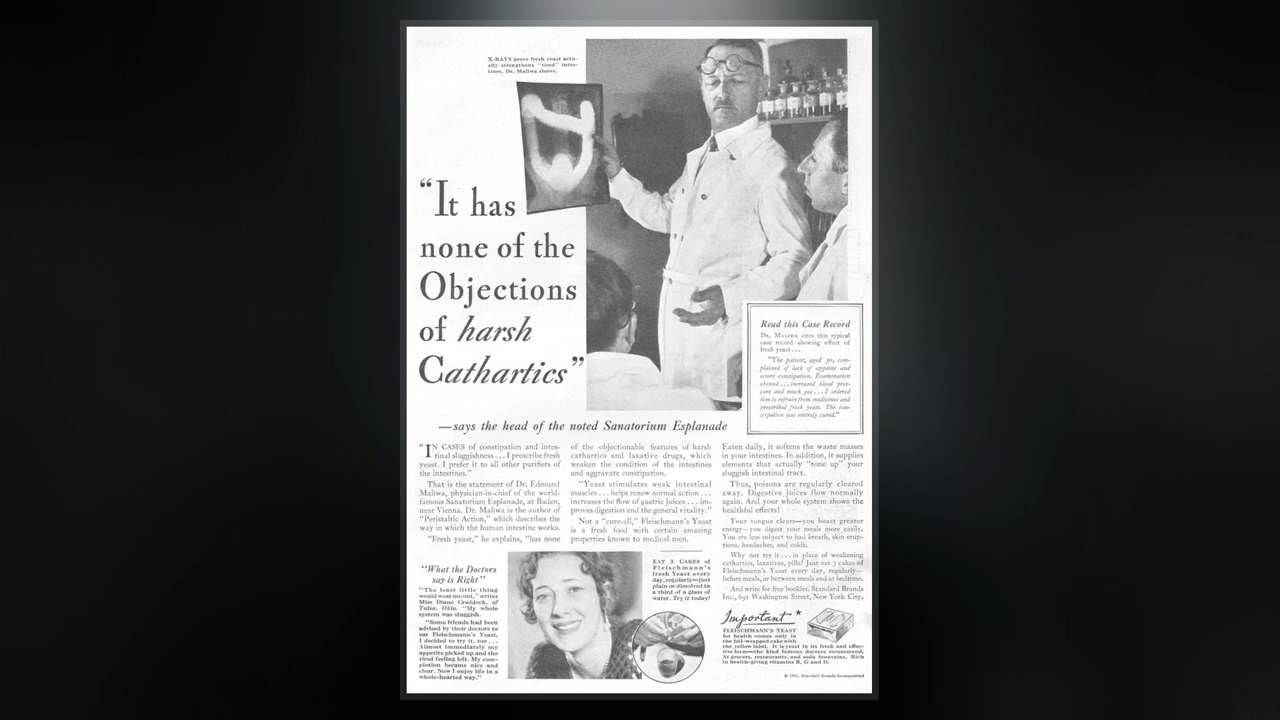 X-RAYS prove fresh yeast actu-
ally strengthens "tired" intes-
tines. Dr. Maliwa shows.
"It has
none of the
Objections
of harsh
Cathartics"
—says the head of the noted Sanatorium Esplanade
Read this Case Record
DR. MALIWA cites this typical
case record showing effect of
fresh yeast...
"The patient, aged 50, com-
plained of lack of appetite and
severe constipation. Examination
showed...increased blood pres-
sure and much gas...I ordered
him to refrain from medicines and
prescribed fresh yeast. The con-
stipation was entirely cured."
"IN CASES of constipation and intes-
tinal sluggishness...I prescribe fresh
yeast. I prefer it to all other purifiers of
the intestines."
That is the statement of Dr. Edmund
Maliwa, physician-in-chief of the world-
famous Sanatorium Esplanade, at Baden,
near Vienna. Dr. Maliwa is the author of
"Peristaltic Action," which describes the
way in which the human intestine works.
"Fresh yeast," he explains, "has none
of the objectionable features of harsh
cathartics and laxative drugs, which
weaken the condition of the intestines
and aggravate constipation.
"Yeast stimulates weak intestinal
muscles...helps renew normal action...
increases the flow of gastric juices...im-
proves digestion and the general vitality."
Not a "cure-all," Fleischmann's Yeast
is a fresh food with certain amazing
properties known to medical men.
Eaten daily, it softens the waste masses
in your intestines. In addition, it supplies
elements that actually "tone up" your
sluggish intestinal tract.
Thus, poisons are regularly cleared
away. Digestive juices flow normally
again. And your whole system shows the
healthful effects!
Your tongue clears—you boast greater
energy—you digest your meals more easily.
You are less subject to bad breath, skin erup-
tions, headaches, and colds.
Why not try it...in place of weakening
cathartics, laxatives, pills? Just eat 3 cakes of
Fleischmann's Yeast every day, regularly—
before meals, or between meals and at bedtime.
And write for free booklet. Standard Brands
Inc., 691 Washington Street, New York City.
"What the Doctors
say is Right"
"The least little thing
would wear me out," writes
Miss Diane Craddock, of
Tulsa, Okla. "My whole
system was sluggish.
"Some friends had been
advised by their doctors to
eat Fleischmann's Yeast.
I decided to try it, too...
Almost immediately my
appetite picked up and the
tired feeling left. My com-
plexion became nice and
clear. Now I enjoy life in a
whole-hearted way."
EAT 3 CAKES of
Fleischmann's
fresh Yeast every
day, regularly—just
plain or dissolved in
a third of a glass of
water. Try it today!
Important *
FLEISCHMANN'S YEAST
for health comes only in
the foil-wrapped cake with
the yellow label. It is yeast in its fresh and effec-
tive form—the kind famous doctors recommend.
At grocers, restaurants, and soda fountains. Rich
in health-giving vitamins B, G and D.
Standard Brands Incorporated